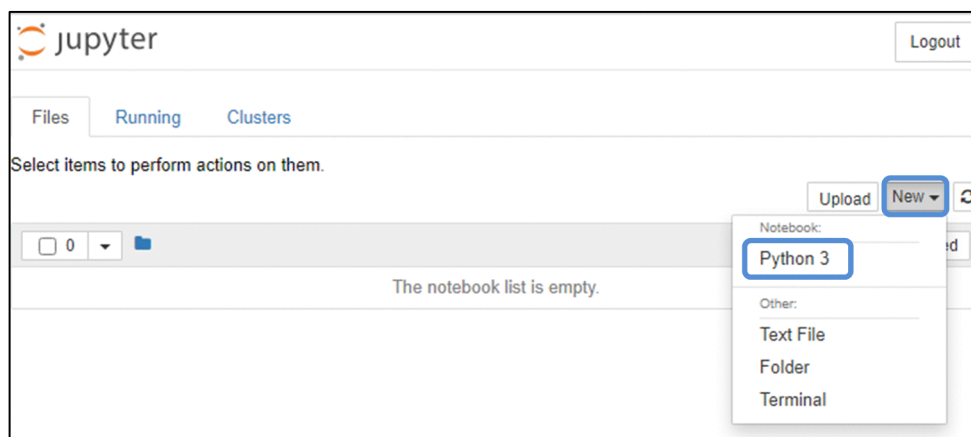 jupyter
Logout
Files Running Clusters
Select items to perform actions on them.
Upload New
0
Notebook:
Python 3
The notebook list is empty.
Other:
Text File
Folder
Terminal